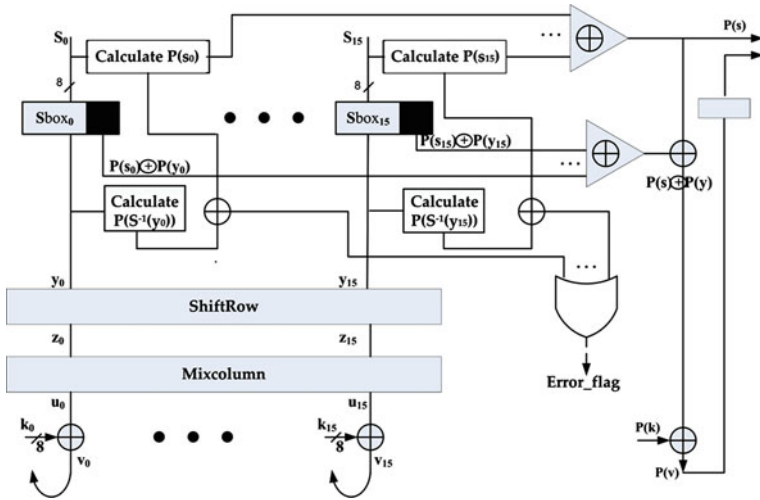 S0 Calculate P(s0) S15 Calculate P(s15) ... P(s)
8 8
Sbox0 Sbox15
P(s0)⊕P(y0) P(s15)⊕P(y15) ... P(s)⊕P(y)
Calculate P(S-1(y0))
Calculate P(S-1(y15))
...
y0 y15
ShiftRow
z0 z15
Mixcolumn
Error_flag
u0 u15
k0 8 k15 8 P(k)
v0 v15 P(v)